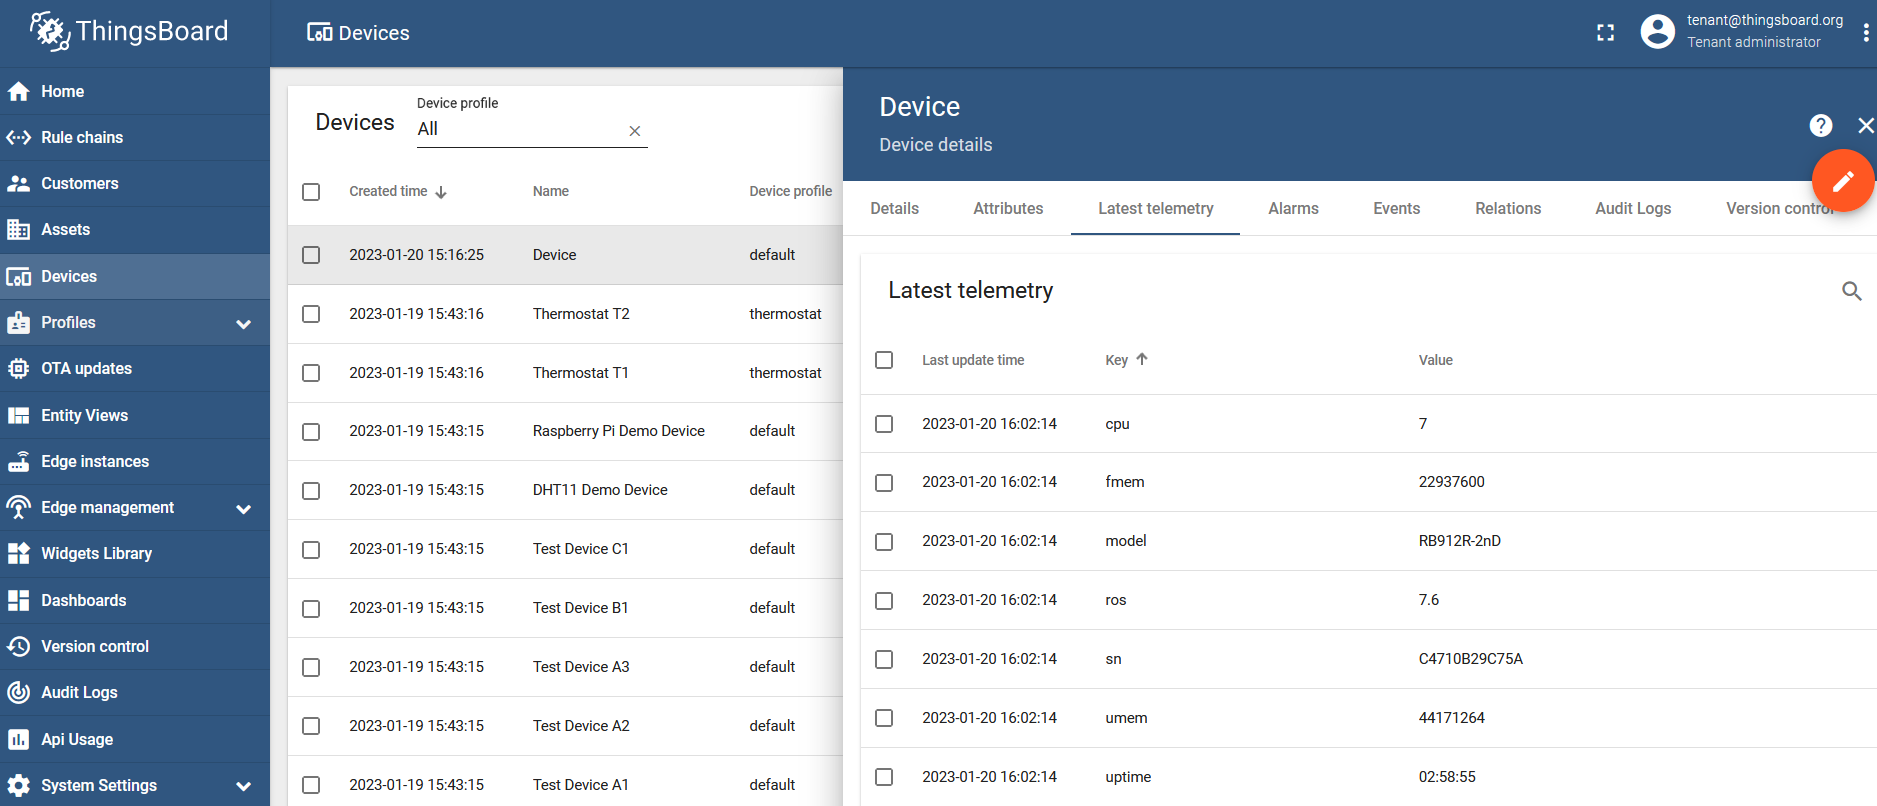 ThingsBoard
Devices
tenant@thingsboard.org
Tenant administrator
Home
Rule chains
Customers
Assets
Devices
Profiles
OTA updates
Entity Views
Edge instances
Edge management
Widgets Library
Dashboards
Version control
Audit Logs
Api Usage
System Settings
Devices
Device profile
All
Created time Name Device profile
2023-01-20 15:16:25 Device default
2023-01-19 15:43:16 Thermostat T2 thermostat
2023-01-19 15:43:16 Thermostat T1 thermostat
2023-01-19 15:43:15 Raspberry Pi Demo Device default
2023-01-19 15:43:15 DHT11 Demo Device default
2023-01-19 15:43:15 Test Device C1 default
2023-01-19 15:43:15 Test Device B1 default
2023-01-19 15:43:15 Test Device A3 default
2023-01-19 15:43:15 Test Device A2 default
2023-01-19 15:43:15 Test Device A1 default
Device
Device details
Details Attributes Latest telemetry Alarms Events Relations Audit Logs Version control
Latest telemetry
Last update time Key Value
2023-01-20 16:02:14 cpu 7
2023-01-20 16:02:14 fmem 22937600
2023-01-20 16:02:14 model RB912R-2nD
2023-01-20 16:02:14 ros 7.6
2023-01-20 16:02:14 sn C4710B29C75A
2023-01-20 16:02:14 umem 44171264
2023-01-20 16:02:14 uptime 02:58:55